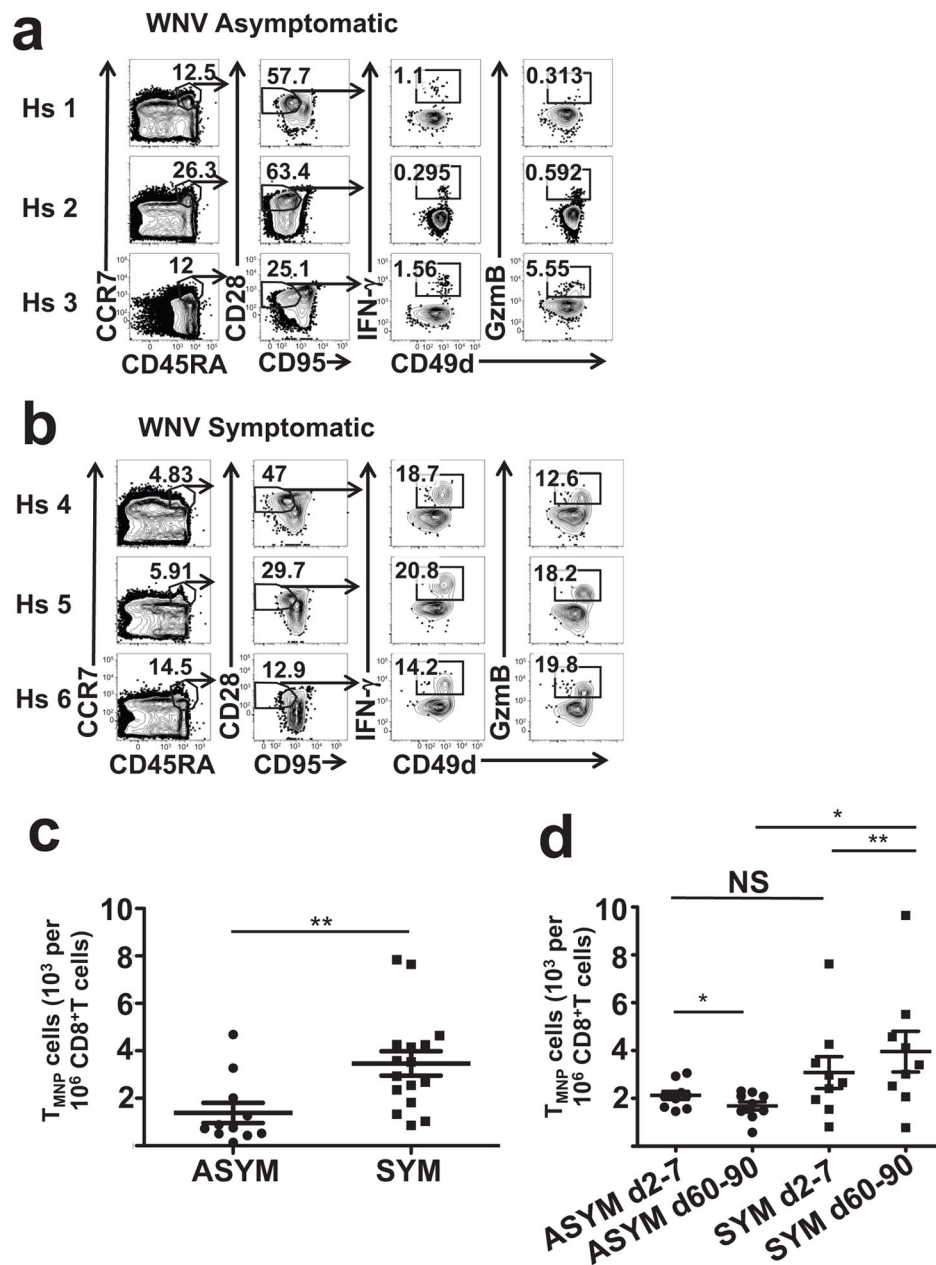 a
WNV Asymptomatic
Hs 1
12.5
57.7
1.1
0.313
Hs 2
26.3
63.4
0.295
0.592
Hs 3
12
25.1
1.56
5.55
CCR7
CD28
IFN-γ
GzmB
CD45RA
CD95
CD49d
b
WNV Symptomatic
Hs 4
4.83
47
18.7
12.6
Hs 5
5.91
29.7
20.8
18.2
Hs 6
14.5
12.9
14.2
19.8
CCR7
CD28
IFN-γ
GzmB
CD45RA
CD95
CD49d
c
TMNP cells (10³ per
10⁶ CD8⁺T cells)
10
8
6
4
2
**
ASYM
SYM
d
TMNP cells (10³ per
10⁶ CD8⁺T cells)
10
8
6
4
2
*
**
NS
*
ASYM d2-7
ASYM d60-90
SYM d2-7
SYM d60-90